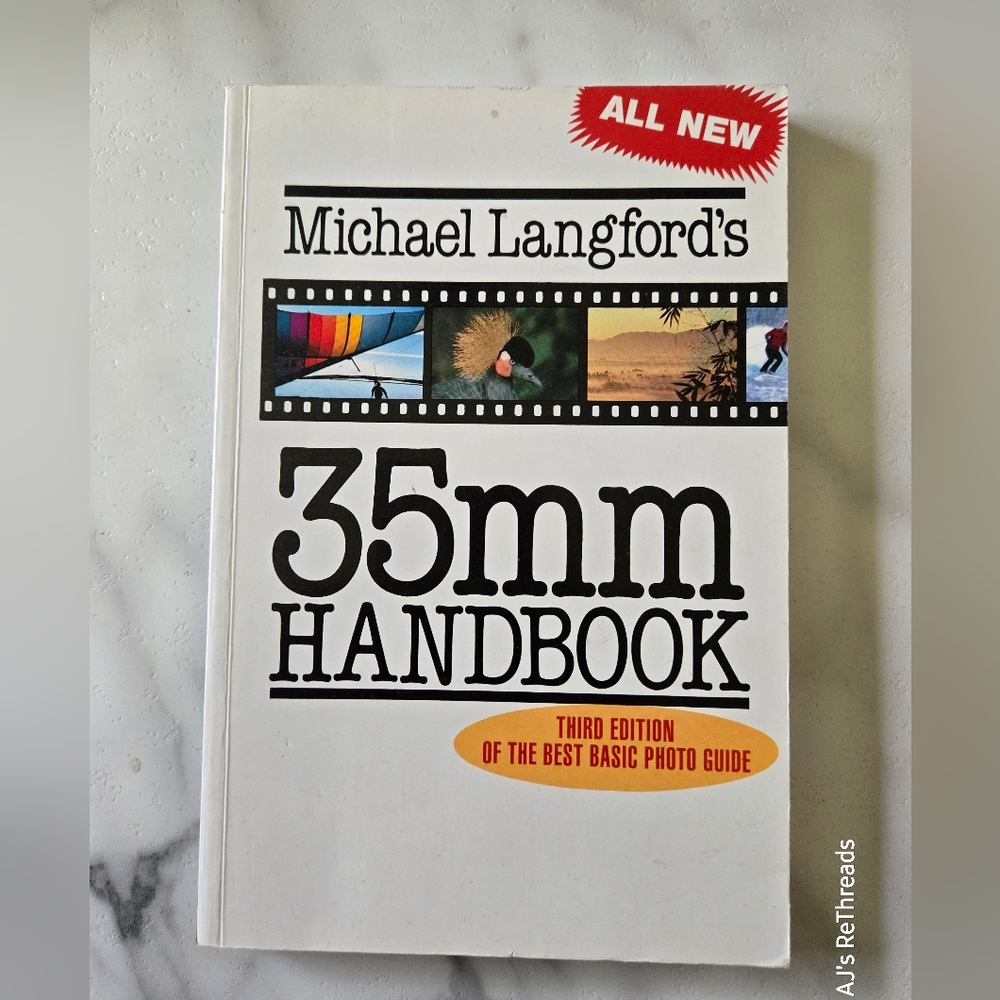 ALL NEW
Michael Langford's
35mm
HANDBOOK
THIRD EDITION
OF THE BEST BASIC PHOTO GUIDE
AJ's ReThreads